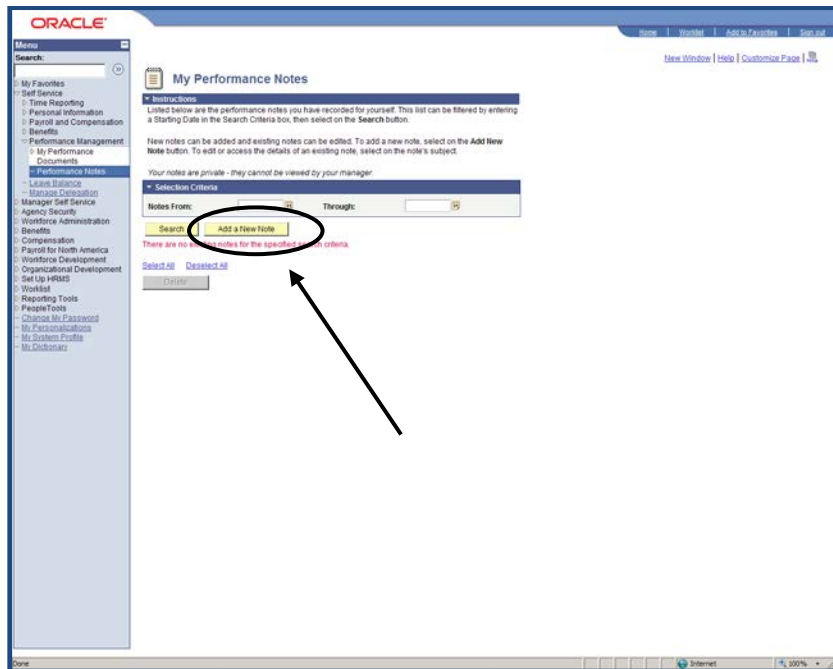 ORACLE
Home | Worklist | Add to Favorites | Sign out
Menu
Search:
New Window | Help | Customize Page |
My Favorites
Self Service
Time Reporting
Personal Information
Payroll and Compensation
Benefits
Performance Management
My Performance
Documents
– Performance Notes
– Leave Balance
– Manage Delegation
Manager Self Service
Agency Security
Workforce Administration
Benefits
Compensation
Payroll for North America
Workforce Development
Organizational Development
Set Up HRMS
Worklist
Reporting Tools
PeopleTools
– Change My Password
– My Personalizations
– My System Profile
– My Dictionary
My Performance Notes
Instructions
Listed below are the performance notes you have recorded for yourself. This list can be filtered by entering
a Starting Date in the Search Criteria box, then select on the Search button.
New notes can be added and existing notes can be edited. To add a new note, select on the Add New
Note button. To edit or access the details of an existing note, select on the note's subject.
Your notes are private - they cannot be viewed by your manager.
Selection Criteria
Notes From: Through:
Search Add a New Note
There are no existing notes for the specified search criteria.
Select All Deselect All
Delete
Done Internet 100%